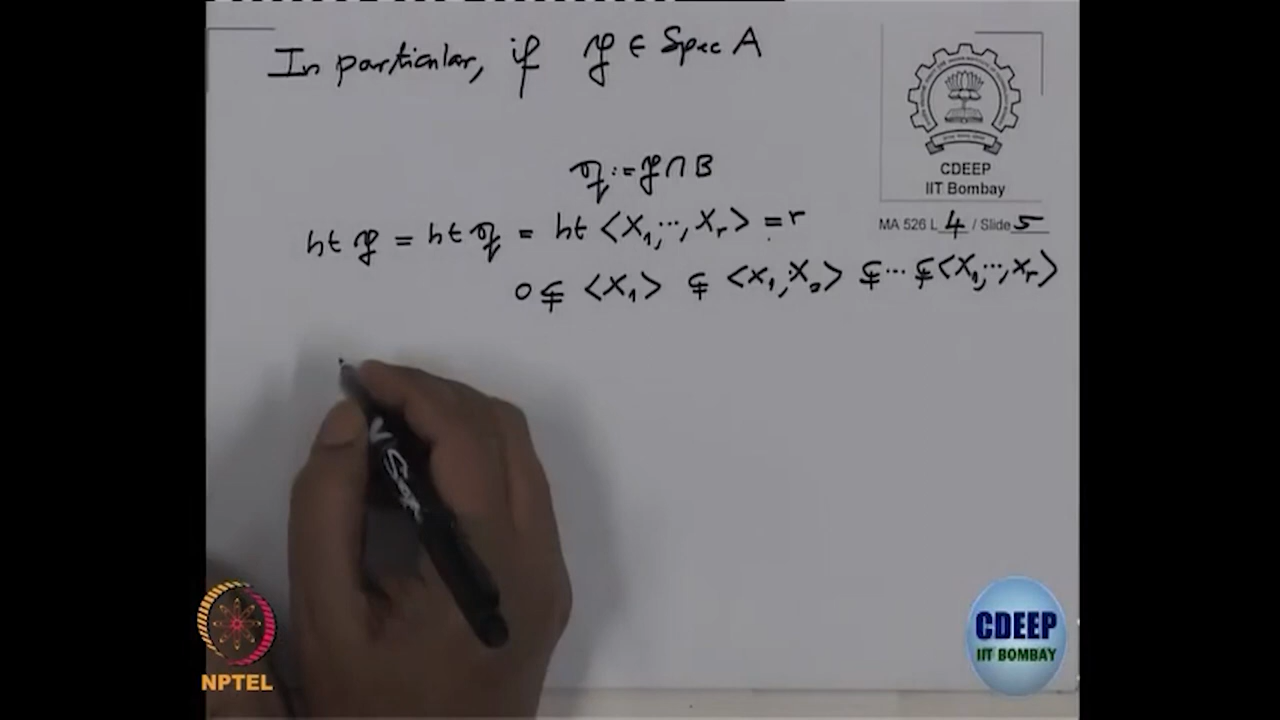 In particular, if 𝔭 ∈ Spec A
𝔮 := 𝔭 ∩ B
ht 𝔭 = ht 𝔮 = ht <X₁,⋯,Xᵣ> = r
0 ⊊ <X₁> ⊊ <X₁,X₂> ⊊ ⋯ ⊊ <X₁,⋯,Xᵣ>
CDEEP
IIT Bombay
MA 526 L 4 / Slide 5
NPTEL
CDEEP
IIT BOMBAY